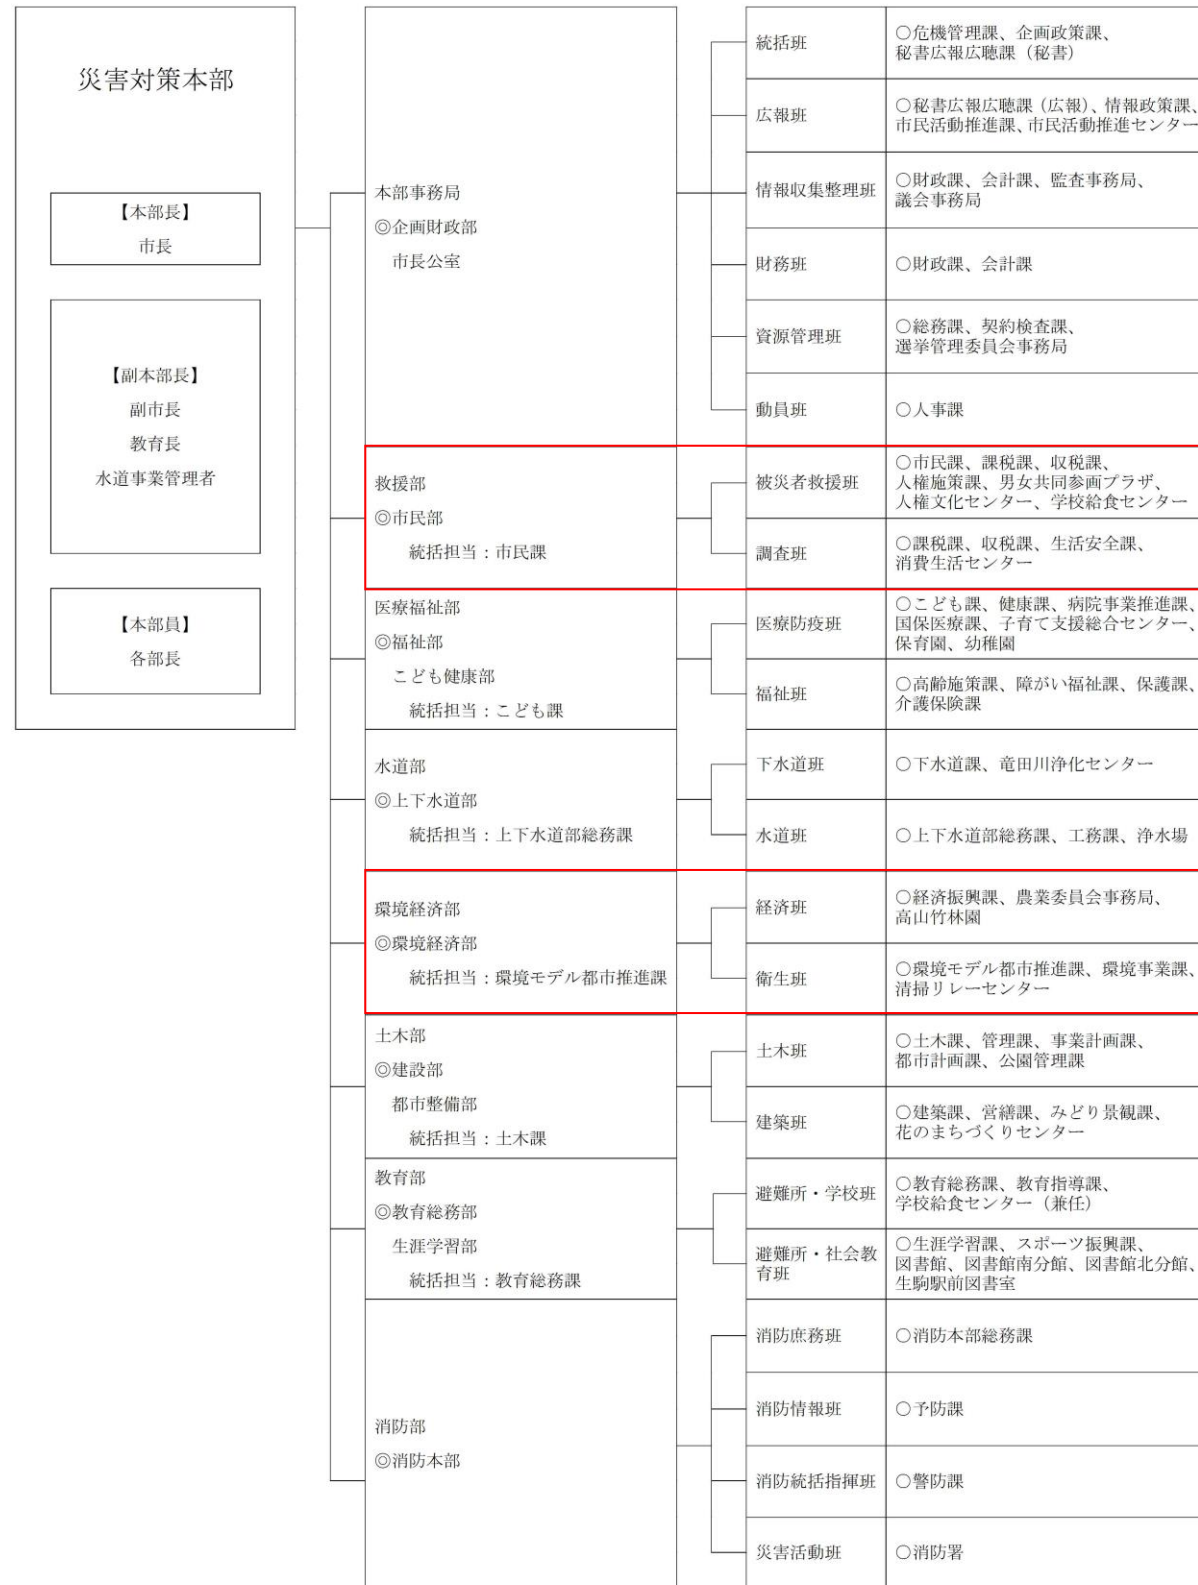 災害対策本部
【本部長】
市長
【副本部長】
副市長
教育長
水道事業管理者
【本部員】
各部長
本部事務局
◎企画財政部
市長公室
統括班
○危機管理課、企画政策課、
秘書広報広聴課（秘書）
広報班
○秘書広報広聴課（広報）、情報政策課、
市民活動推進課、市民活動推進センター
情報収集整理班
○財政課、会計課、監査事務局、
議会事務局
財務班
○財政課、会計課
資源管理班
○総務課、契約検査課、
選挙管理委員会事務局
動員班
○人事課
救援部
◎市民部
統括担当：市民課
被災者救援班
○市民課、課税課、収税課、
人権施策課、男女共同参画プラザ、
人権文化センター、学校給食センター
調査班
○課税課、収税課、生活安全課、
消費生活センター
医療福祉部
◎福祉部
こども健康部
統括担当：こども課
医療防疫班
○こども課、健康課、病院事業推進課、
国保医療課、子育て支援総合センター、
保育園、幼稚園
福祉班
○高齢施策課、障がい福祉課、保護課、
介護保険課
水道部
◎上下水道部
統括担当：上下水道部総務課
下水道班
○下水道課、竜田川浄化センター
水道班
○上下水道部総務課、工務課、浄水場
環境経済部
◎環境経済部
統括担当：環境モデル都市推進課
経済班
○経済振興課、農業委員会事務局、
高山竹林園
衛生班
○環境モデル都市推進課、環境事業課、
清掃リレーセンター
土木部
◎建設部
都市整備部
統括担当：土木課
土木班
○土木課、管理課、事業計画課、
都市計画課、公園管理課
建築班
○建築課、営繕課、みどり景観課、
花のまちづくりセンター
教育部
◎教育総務部
生涯学習部
統括担当：教育総務課
避難所・学校班
○教育総務課、教育指導課、
学校給食センター（兼任）
避難所・社会教
育班
○生涯学習課、スポーツ振興課、
図書館、図書館南分館、図書館北分館、
生駒駅前図書室
消防部
◎消防本部
消防庶務班
○消防本部総務課
消防情報班
○予防課
消防統括指揮班
○警防課
災害活動班
○消防署